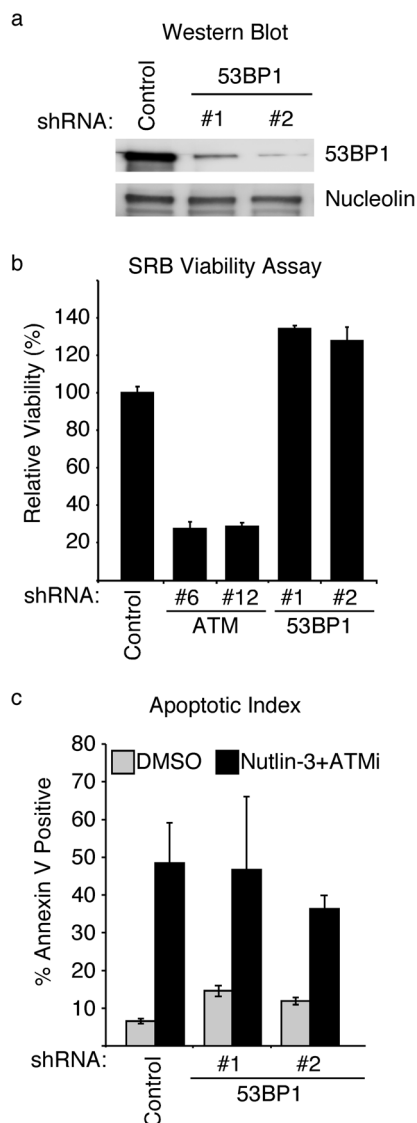 a
Western Blot
Control
53BP1
shRNA:
#1 #2
53BP1
Nucleolin
b
SRB Viability Assay
Relative Viability (%)
140
120
100
80
60
40
20
shRNA:
Control
#6 #12 #1 #2
ATM 53BP1
c
Apoptotic Index
% Annexin V Positive
80
70
60
50
40
30
20
10
DMSO Nutlin-3+ATMi
shRNA:
Control
#1 #2
53BP1